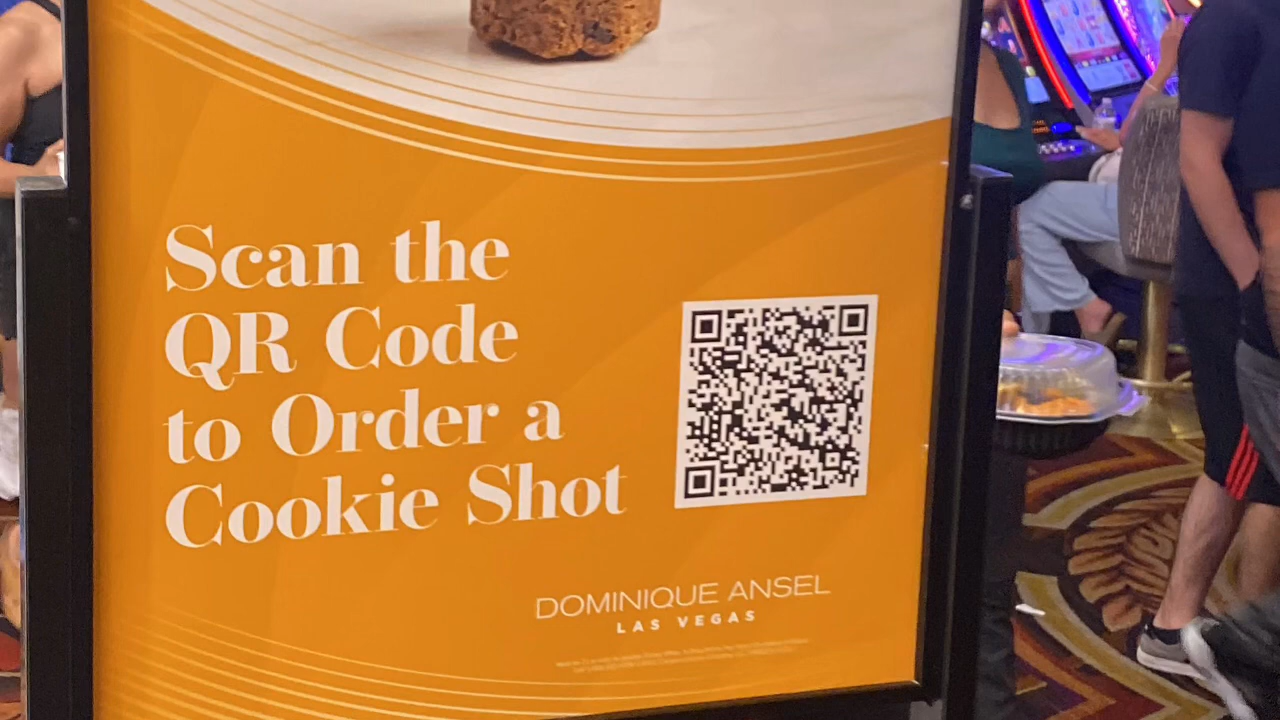 Scan the
QR Code
to Order a
Cookie Shot
DOMINIQUE ANSEL
LAS VEGAS